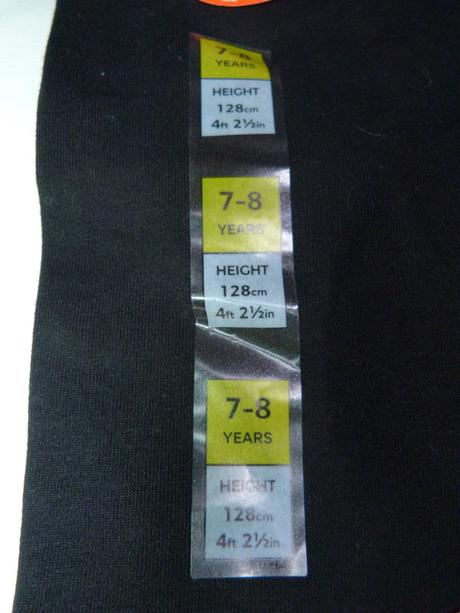 7-8
YEARS
HEIGHT
128cm
4ft 2½in
7-8
YEARS
HEIGHT
128cm
4ft 2½in
7-8
YEARS
HEIGHT
128cm
4ft 2½in